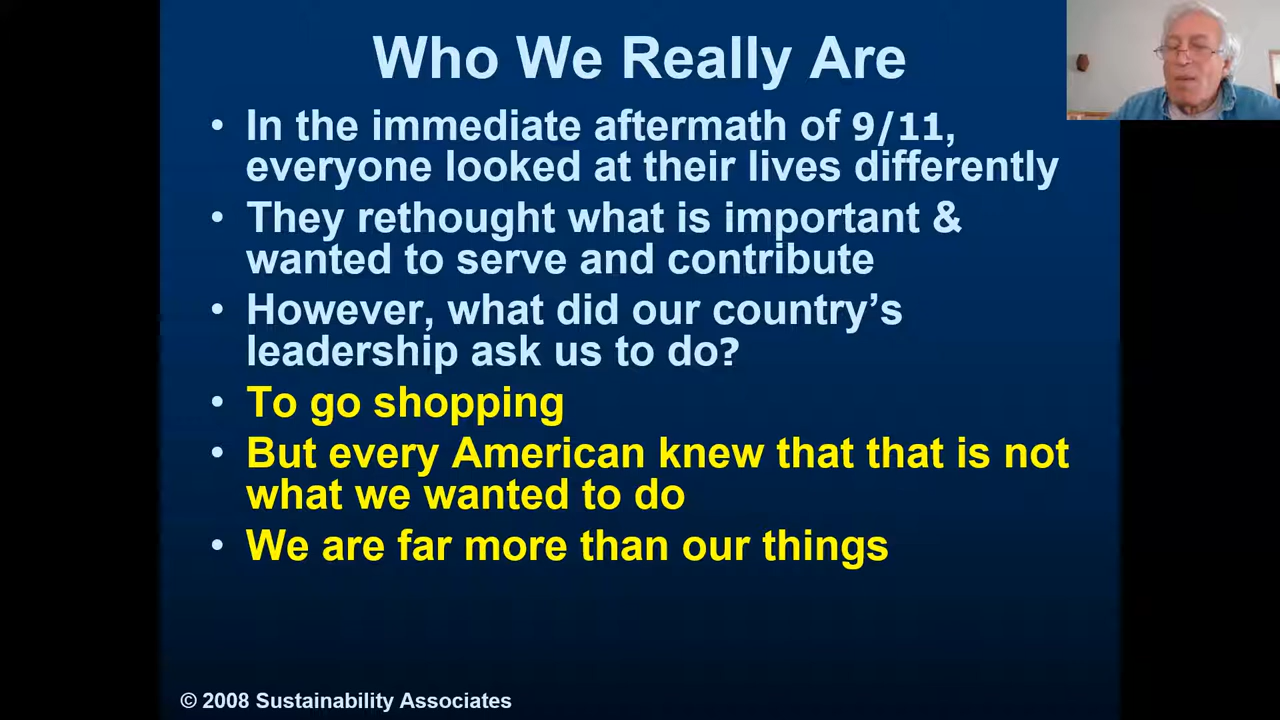 Who We Really Are
• In the immediate aftermath of 9/11,
everyone looked at their lives differently
• They rethought what is important &
wanted to serve and contribute
• However, what did our country’s
leadership ask us to do?
• To go shopping
• But every American knew that that is not
what we wanted to do
• We are far more than our things
© 2008 Sustainability Associates